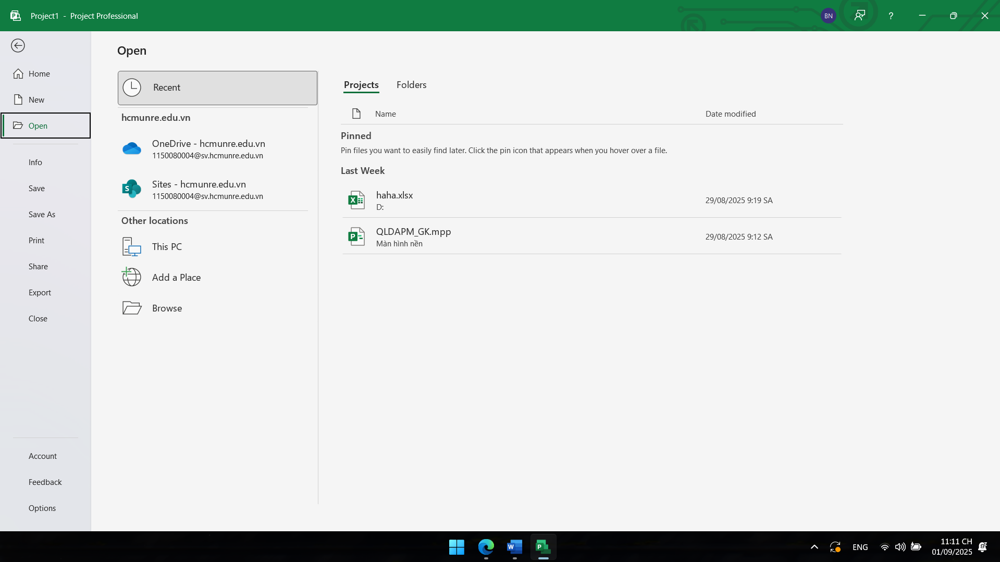 Project1 - Project Professional
BN
?
Home
New
Open
Info
Save
Save As
Print
Share
Export
Close
Account
Feedback
Options
Open
Recent
hcmunre.edu.vn
OneDrive - hcmunre.edu.vn
1150080004@sv.hcmunre.edu.vn
Sites - hcmunre.edu.vn
1150080004@sv.hcmunre.edu.vn
Other locations
This PC
Add a Place
Browse
Projects Folders
Name Date modified
Pinned
Pin files you want to easily find later. Click the pin icon that appears when you hover over a file.
Last Week
haha.xlsx
D:
29/08/2025 9:19 SA
QLDAPM_GK.mpp
Màn hình nền
29/08/2025 9:12 SA
ENG
11:11 CH
01/09/2025